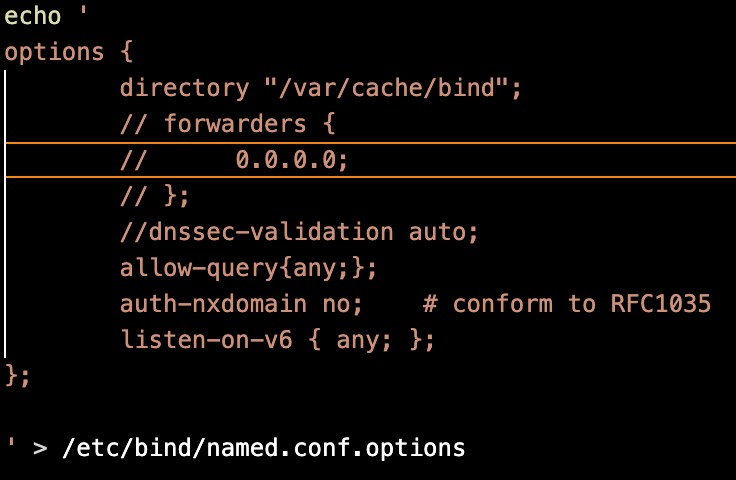 echo '
options {
        directory "/var/cache/bind";
        // forwarders {
        //      0.0.0.0;
        // };
        //dnssec-validation auto;
        allow-query{any;};
        auth-nxdomain no;    # conform to RFC1035
        listen-on-v6 { any; };
};

' > /etc/bind/named.conf.options